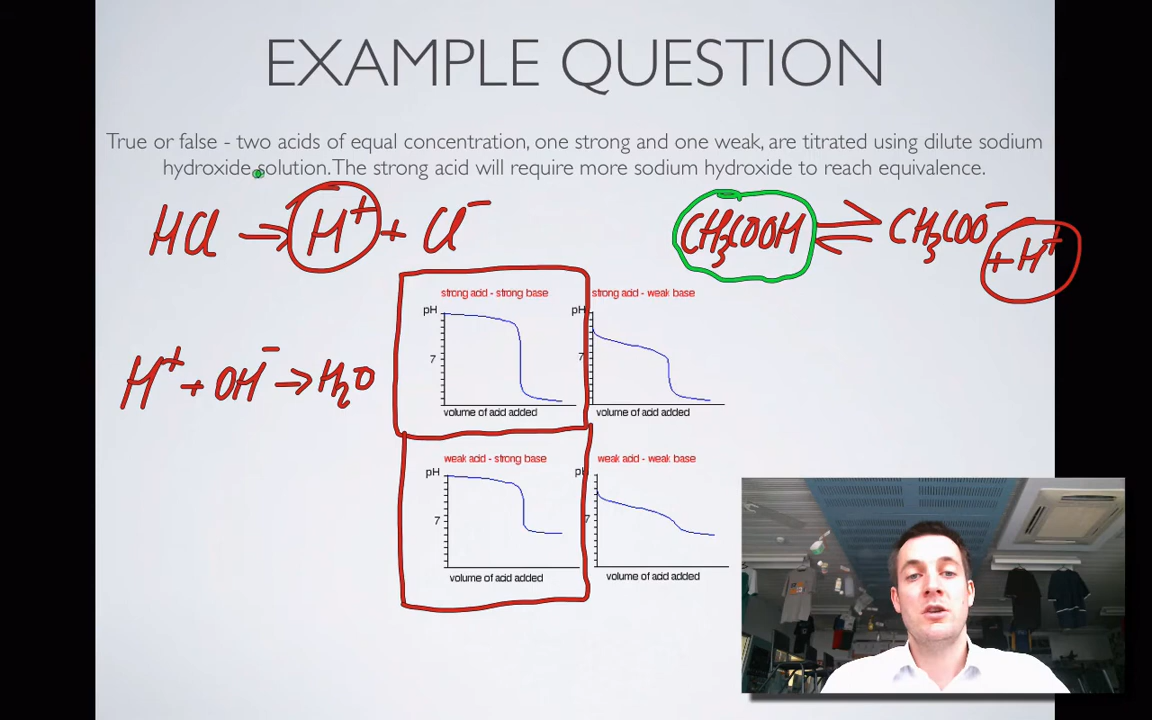 EXAMPLE QUESTION
True or false - two acids of equal concentration, one strong and one weak, are titrated using dilute sodium
hydroxide solution. The strong acid will require more sodium hydroxide to reach equivalence.
HCl → H⁺ + Cl⁻
CH₃COOH ⇌ CH₃COO⁻
+ H⁺
strong acid - strong base
strong acid - weak base
pH
pH
7
7
volume of acid added
volume of acid added
H⁺ + OH⁻ → H₂O
weak acid - strong base
weak acid - weak base
pH
pH
7
7
volume of acid added
volume of acid added